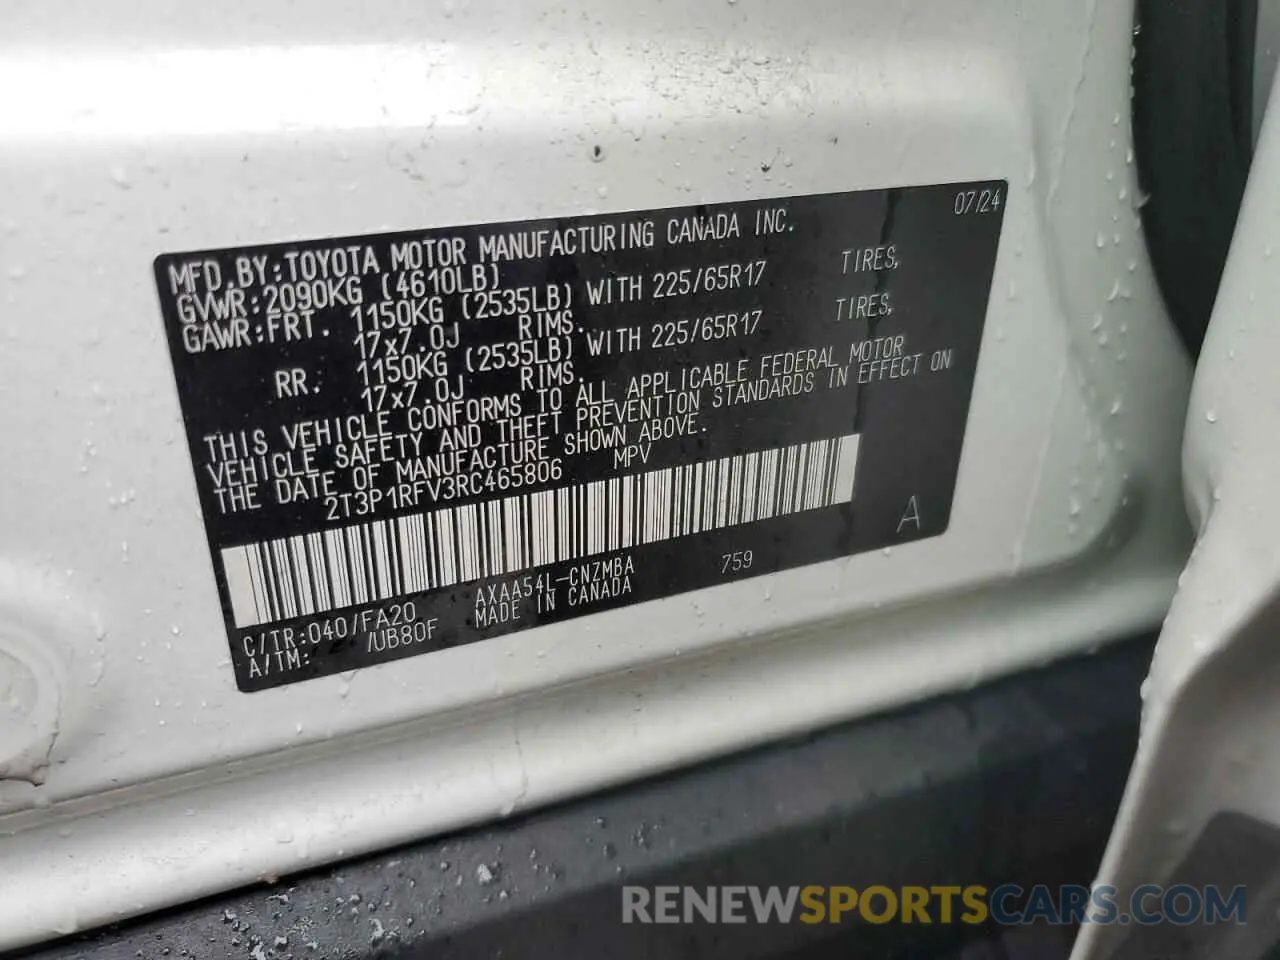 07/24
MFD.BY:TOYOTA MOTOR MANUFACTURING CANADA INC.
GVWR:2090KG (4610LB)
GAWR:FRT. 1150KG (2535LB) WITH 225/65R17 TIRES,
17x7.0J RIMS.
RR. 1150KG (2535LB) WITH 225/65R17 TIRES,
17x7.0J RIMS.
THIS VEHICLE CONFORMS TO ALL APPLICABLE FEDERAL MOTOR
VEHICLE SAFETY AND THEFT PREVENTION STANDARDS IN EFFECT ON
THE DATE OF MANUFACTURE SHOWN ABOVE.
2T3P1RFV3RC465806 MPV
A
C/TR:040/FA20 AXAA54L-CNZMBA 759
A/TM: /UB80F MADE IN CANADA
RENEWSPORTSCARS.COM